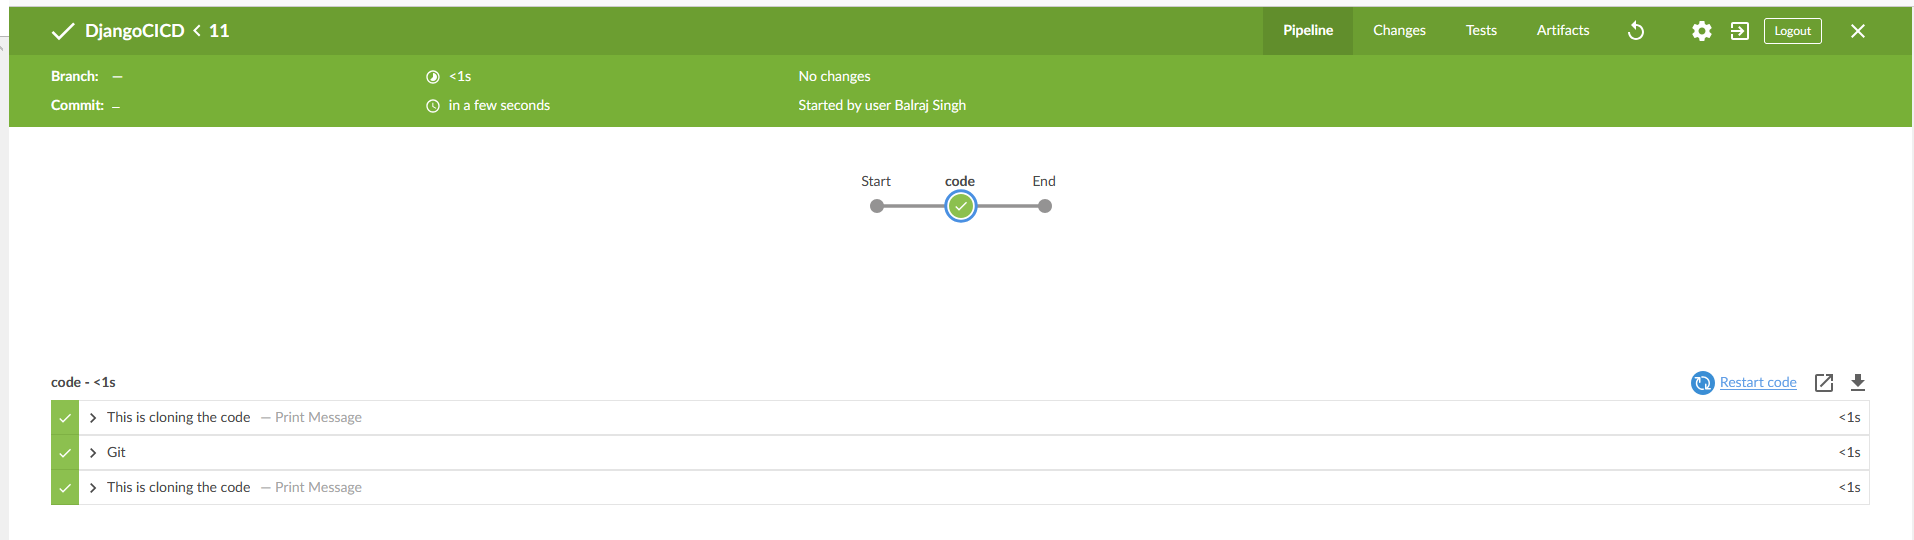 DjangoCICD < 11
Pipeline Changes Tests Artifacts Logout
Branch: — <1s No changes
Commit: – in a few seconds Started by user Balraj Singh
Start code End
code - <1s Restart code
This is cloning the code — Print Message <1s
Git <1s
This is cloning the code — Print Message <1s